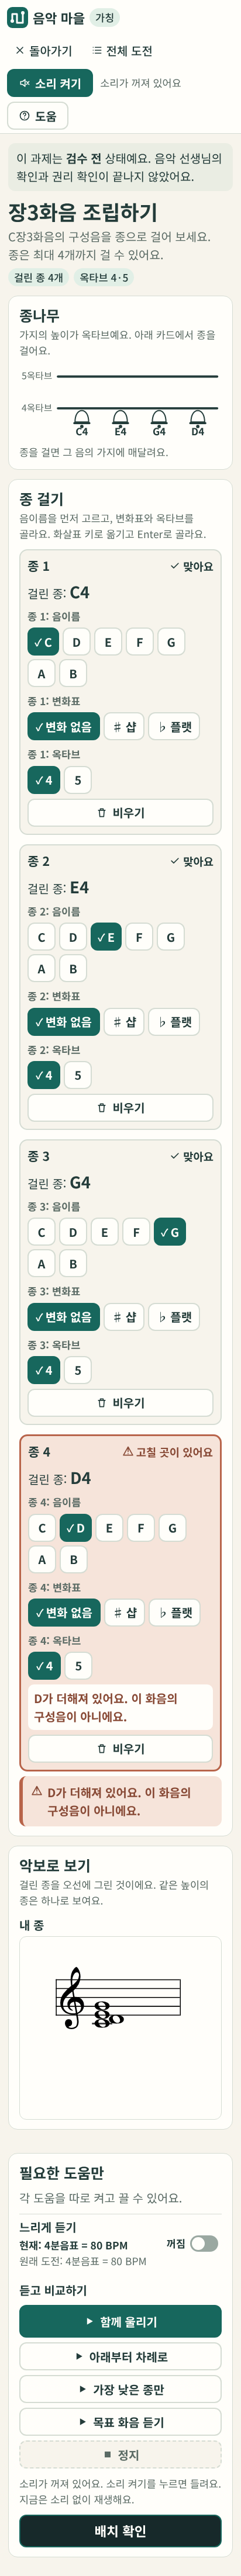 음악 마을 가칭
돌아가기 전체 도전
소리 켜기 소리가 꺼져 있어요
도움
이 과제는 검수 전 상태예요. 음악 선생님의
확인과 권리 확인이 끝나지 않았어요.
장3화음 조립하기
C장3화음의 구성음을 종으로 걸어 보세요.
종은 최대 4개까지 걸 수 있어요.
걸린 종 4개 옥타브 4·5
종나무
가지의 높이가 옥타브예요. 아래 카드에서 종을
걸어요.
5옥타브
4옥타브
C4 E4 G4 D4
종을 걸면 그 음의 가지에 매달려요.
종 걸기
음이름을 먼저 고르고, 변화표와 옥타브를
골라요. 화살표 키로 옮기고 Enter로 골라요.
종 1 ✓ 맞아요
걸린 종: C4
종 1: 음이름
✓ C D E F G
A B
종 1: 변화표
✓ 변화 없음 ♯ 샵 ♭ 플랫
종 1: 옥타브
✓ 4 5
비우기
종 2 ✓ 맞아요
걸린 종: E4
종 2: 음이름
C D ✓ E F G
A B
종 2: 변화표
✓ 변화 없음 ♯ 샵 ♭ 플랫
종 2: 옥타브
✓ 4 5
비우기
종 3 ✓ 맞아요
걸린 종: G4
종 3: 음이름
C D E F ✓ G
A B
종 3: 변화표
✓ 변화 없음 ♯ 샵 ♭ 플랫
종 3: 옥타브
✓ 4 5
비우기
종 4 ⚠ 고칠 곳이 있어요
걸린 종: D4
종 4: 음이름
C ✓ D E F G
A B
종 4: 변화표
✓ 변화 없음 ♯ 샵 ♭ 플랫
종 4: 옥타브
✓ 4 5
D가 더해져 있어요. 이 화음의
구성음이 아니에요.
비우기
⚠ D가 더해져 있어요. 이 화음의
구성음이 아니에요.
악보로 보기
걸린 종을 오선에 그린 것이에요. 같은 높이의
종은 하나로 보여요.
내 종
필요한 도움만
각 도움을 따로 켜고 끌 수 있어요.
느리게 듣기
현재: 4분음표 = 80 BPM 꺼짐
원래 도전: 4분음표 = 80 BPM
듣고 비교하기
함께 울리기
아래부터 차례로
가장 낮은 종만
목표 화음 듣기
정지
소리가 꺼져 있어요. 소리 켜기를 누르면 들려요.
지금은 소리 없이 재생해요.
배치 확인